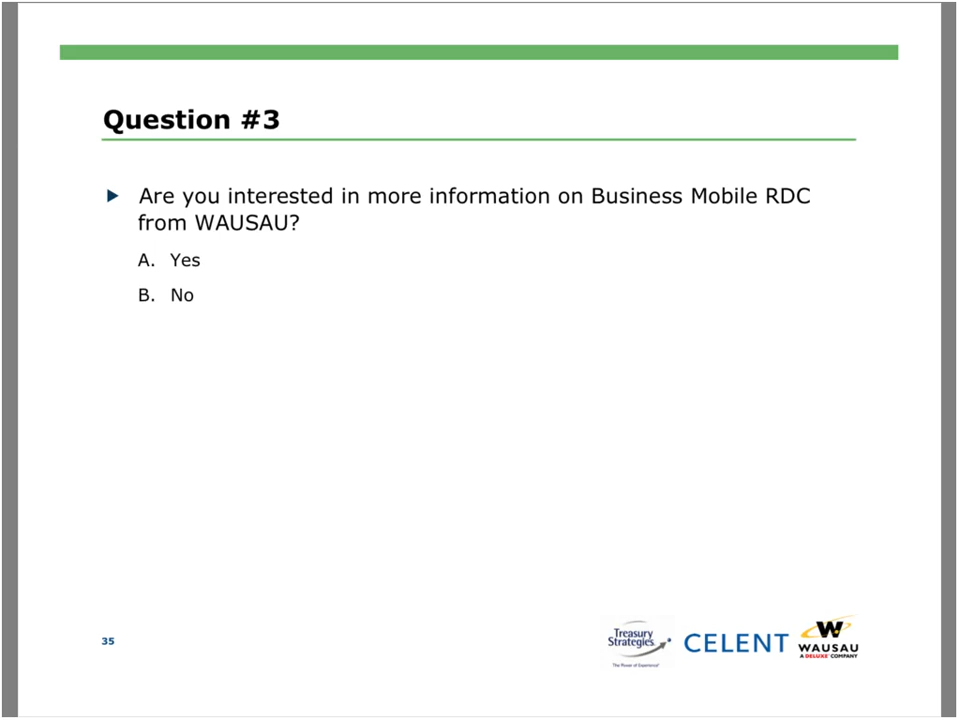 Question #3
Are you interested in more information on Business Mobile RDC
from WAUSAU?
A. Yes
B. No
35
Treasury
Strategies
The Power of Experience
CELENT
W
WAUSAU
A DELUXE COMPANY